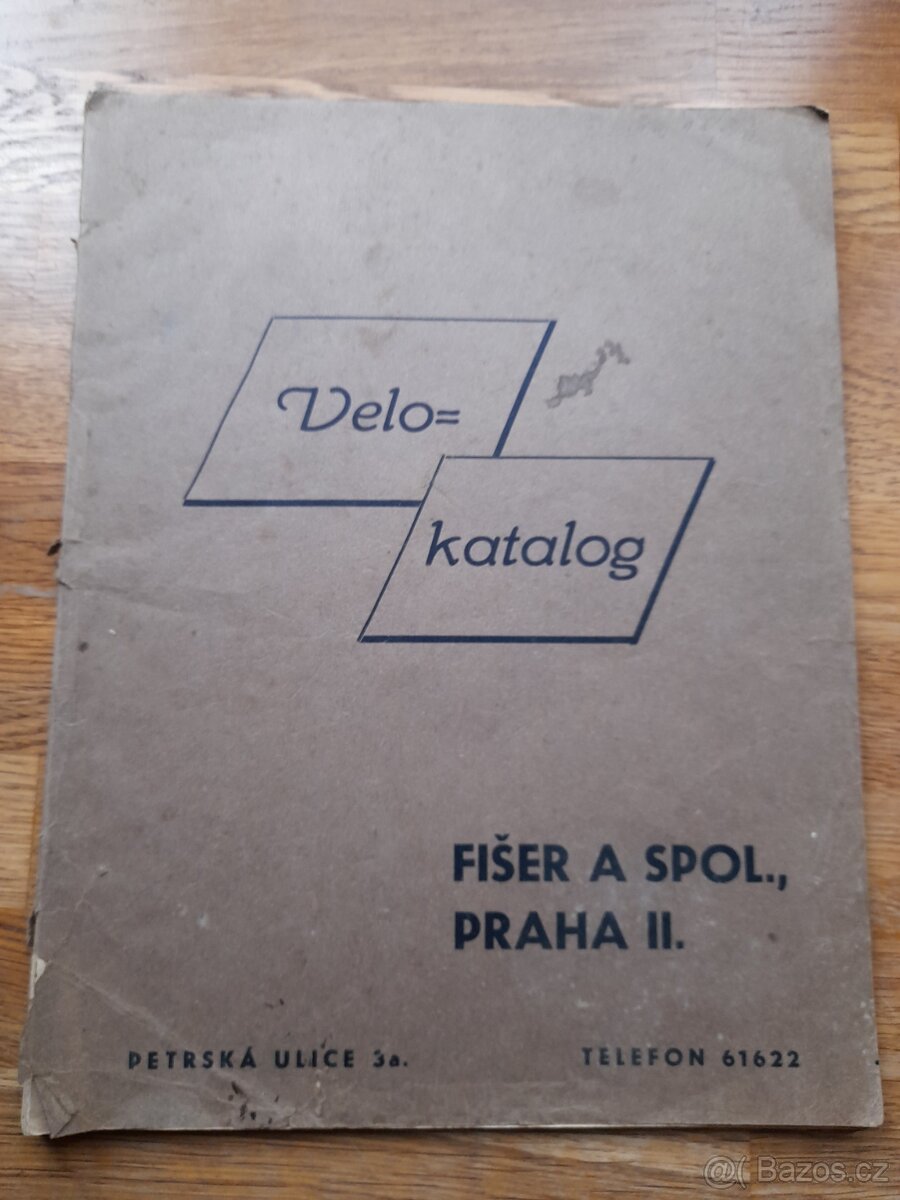 Velo=
katalog
FIŠER A SPOL.,
PRAHA II.
PETRSKÁ ULICE 3a. TELEFON 61622
@( Bazos.cz